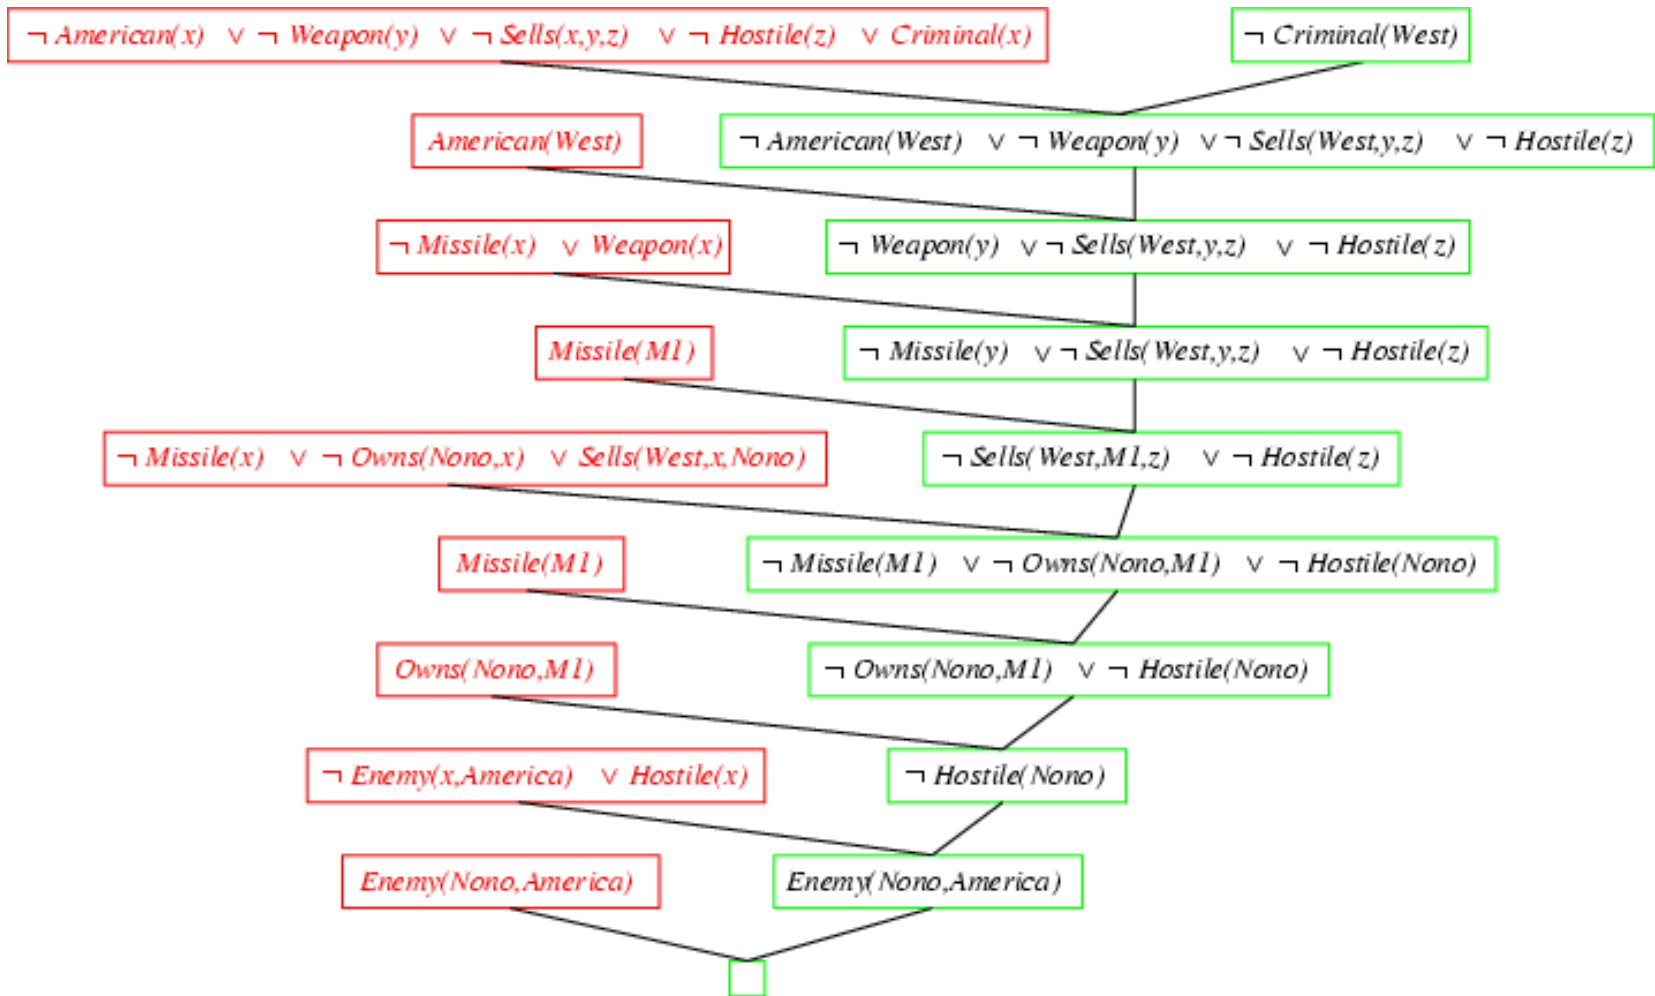 ¬ American(x) ∨ ¬ Weapon(y) ∨ ¬ Sells(x,y,z) ∨ ¬ Hostile(z) ∨ Criminal(x) ¬ Criminal(West)
American(West) ¬ American(West) ∨ ¬ Weapon(y) ∨ ¬ Sells(West,y,z) ∨ ¬ Hostile(z)
¬ Missile(x) ∨ Weapon(x) ¬ Weapon(y) ∨ ¬ Sells(West,y,z) ∨ ¬ Hostile(z)
Missile(M1) ¬ Missile(y) ∨ ¬ Sells(West,y,z) ∨ ¬ Hostile(z)
¬ Missile(x) ∨ ¬ Owns(Nono,x) ∨ Sells(West,x,Nono) ¬ Sells(West,M1,z) ∨ ¬ Hostile(z)
Missile(M1) ¬ Missile(M1) ∨ ¬ Owns(Nono,M1) ∨ ¬ Hostile(Nono)
Owns(Nono,M1) ¬ Owns(Nono,M1) ∨ ¬ Hostile(Nono)
¬ Enemy(x,America) ∨ Hostile(x) ¬ Hostile(Nono)
Enemy(Nono,America) Enemy(Nono,America)